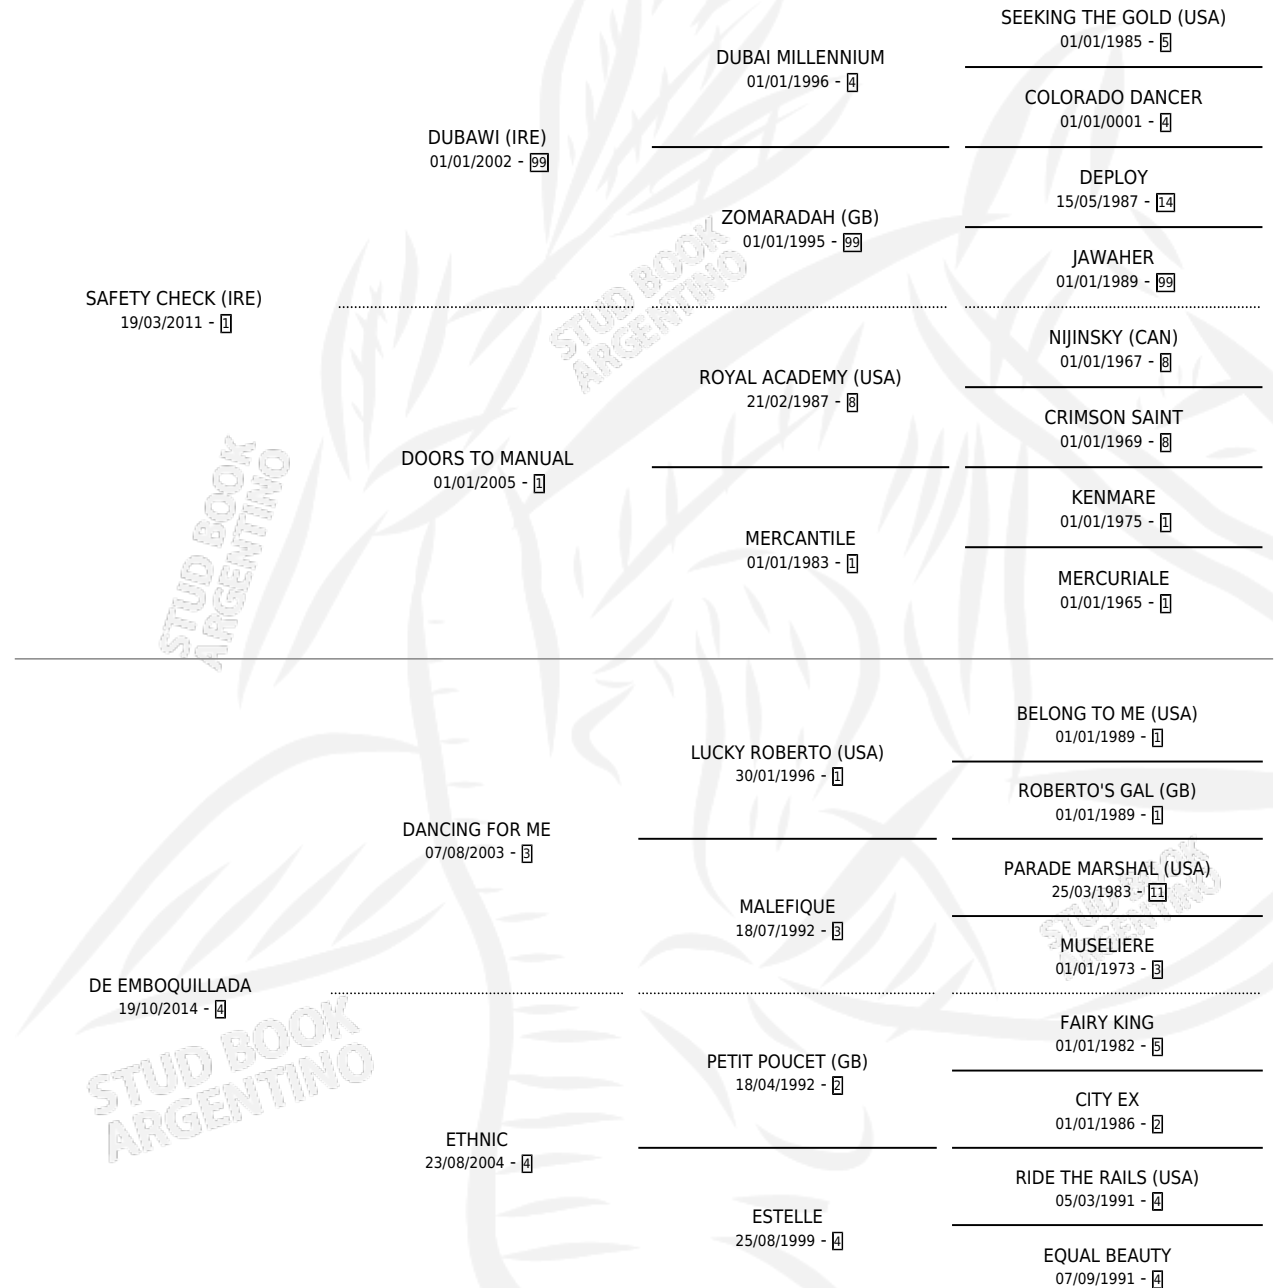 SEEKING THE GOLD (USA)
01/01/1985 - 5
DUBAI MILLENNIUM
01/01/1996 - 4
COLORADO DANCER
01/01/0001 - 4
DUBAWI (IRE)
01/01/2002 - 99
DEPLOY
15/05/1987 - 14
ZOMARADAH (GB)
01/01/1995 - 99
JAWAHER
01/01/1989 - 99
SAFETY CHECK (IRE)
19/03/2011 - 1
STUD BOOK
ARGENTINO
NIJINSKY (CAN)
01/01/1967 - 8
ROYAL ACADEMY (USA)
21/02/1987 - 8
CRIMSON SAINT
01/01/1969 - 8
DOORS TO MANUAL
01/01/2005 - 1
KENMARE
01/01/1975 - 1
MERCANTILE
01/01/1983 - 1
MERCURIALE
01/01/1965 - 1
STUD BOOK
ARGENTINO
BELONG TO ME (USA)
01/01/1989 - 1
LUCKY ROBERTO (USA)
30/01/1996 - 1
ROBERTO'S GAL (GB)
01/01/1989 - 1
DANCING FOR ME
07/08/2003 - 3
PARADE MARSHAL (USA)
25/03/1983 - 11
MALEFIQUE
18/07/1992 - 3
STUD BOOK
ARGENTINO
MUSELIERE
01/01/1973 - 3
DE EMBOQUILLADA
19/10/2014 - 4
STUD BOOK
ARGENTINO
FAIRY KING
01/01/1982 - 5
PETIT POUCET (GB)
18/04/1992 - 2
CITY EX
01/01/1986 - 2
ETHNIC
23/08/2004 - 4
RIDE THE RAILS (USA)
05/03/1991 - 4
ESTELLE
25/08/1999 - 4
EQUAL BEAUTY
07/09/1991 - 4